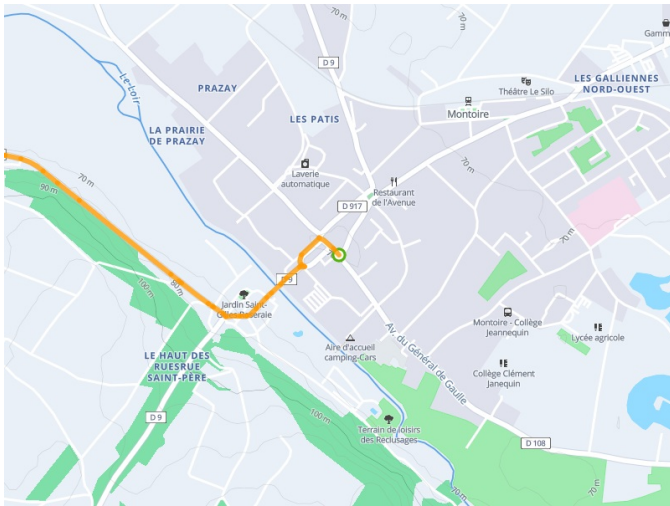 70 m
70 m
Gamm
D 9
LES GALLIENNES
NORD-OUEST
Le-Loir
PRAZAY
Théâtre Le Silo
Montoire
LES PATIS
LA PRAIRIE
DE PRAZAY
Laverie
automatique
70 m
90 m
Restaurant
de l'Avenue
D 917
70 m
D 9
100 m
80 m
Jardin Saint-
Montoire - Collège
Jeannequin
Lycée agricole
Av. du Général de Gaulle
Aire d'accueil
camping-Cars
LE HAUT DES
RUESRUE
SAINT-PÈRE
Collège Clément
Janequin
D 9
100 m
Terrain de loisirs
des Réclusages
D 108
70 m
70 m